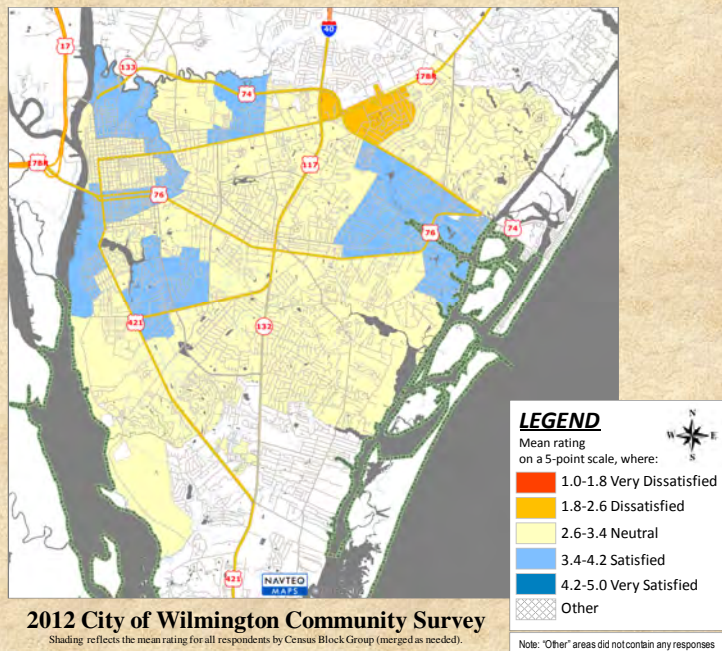 40
17
133
74
17BR
117
17BR
76
76
74
421
132
421
NAVTEQ
MAPS
LEGEND
N
W E
S
Mean rating
on a 5-point scale, where:
1.0-1.8 Very Dissatisfied
1.8-2.6 Dissatisfied
2.6-3.4 Neutral
3.4-4.2 Satisfied
4.2-5.0 Very Satisfied
Other
2012 City of Wilmington Community Survey
Shading reflects the mean rating for all respondents by Census Block Group (merged as needed).
Note: "Other" areas did not contain any responses